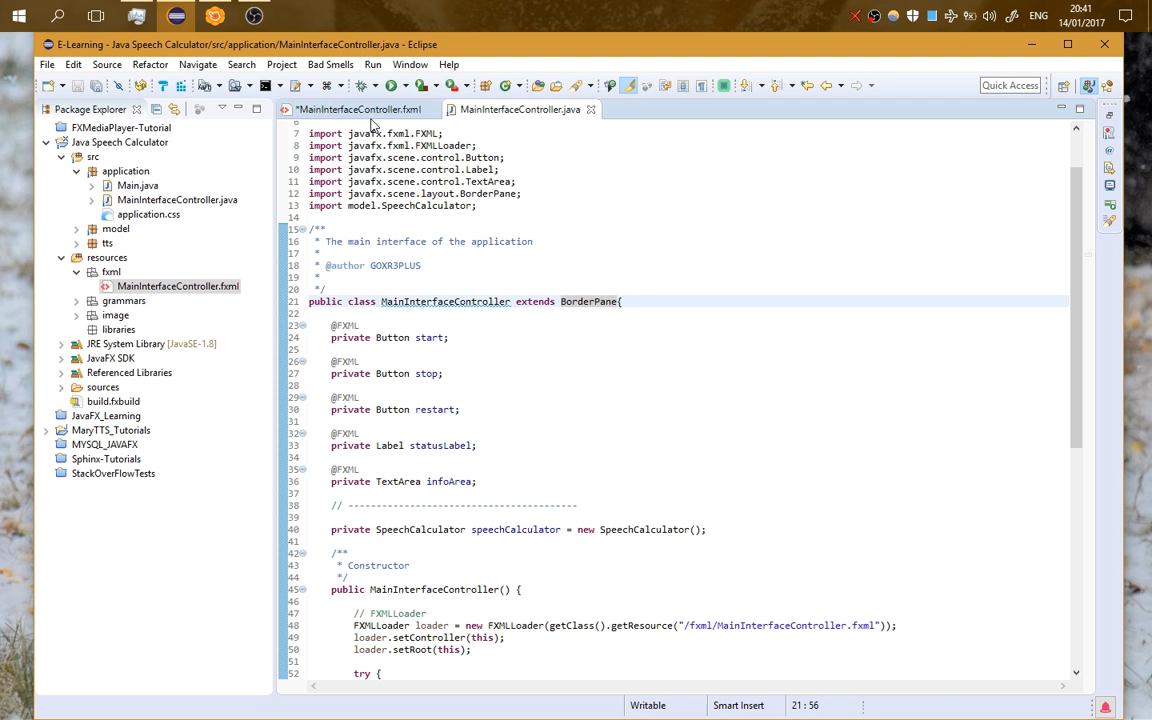 ENG
20:41
14/01/2017
E-Learning - Java Speech Calculator/src/application/MainInterfaceController.java - Eclipse
File Edit Source Refactor Navigate Search Project Bad Smells Run Window Help
Quick Access
Package Explorer
FXMediaPlayer-Tutorial
Java Speech Calculator
src
application
Main.java
MainInterfaceController.java
application.css
model
tts
resources
fxml
MainInterfaceController.fxml
grammars
image
libraries
JRE System Library [JavaSE-1.8]
JavaFX SDK
Referenced Libraries
sources
build.fxbuild
JavaFX_Learning
MaryTTS_Tutorials
MYSQL_JAVAFX
Sphinx-Tutorials
StackOverFlowTests
*MainInterfaceController.fxml
MainInterfaceController.java
6
7 import javafx.fxml.FXML;
8 import javafx.fxml.FXMLLoader;
9 import javafx.scene.control.Button;
10 import javafx.scene.control.Label;
11 import javafx.scene.control.TextArea;
12 import javafx.scene.layout.BorderPane;
13 import model.SpeechCalculator;
14
15 /**
16 * The main interface of the application
17 *
18 * @author GOXR3PLUS
19 *
20 */
21 public class MainInterfaceController extends BorderPane{
22
23 @FXML
24 private Button start;
25
26 @FXML
27 private Button stop;
28
29 @FXML
30 private Button restart;
31
32 @FXML
33 private Label statusLabel;
34
35 @FXML
36 private TextArea infoArea;
37
38 // -----------------------------------------
39
40 private SpeechCalculator speechCalculator = new SpeechCalculator();
41
42 /**
43 * Constructor
44 */
45 public MainInterfaceController() {
46
47 // FXMLLoader
48 FXMLLoader loader = new FXMLLoader(getClass().getResource("/fxml/MainInterfaceController.fxml"));
49 loader.setController(this);
50 loader.setRoot(this);
51
52 try {
Writable Smart Insert 21 : 56